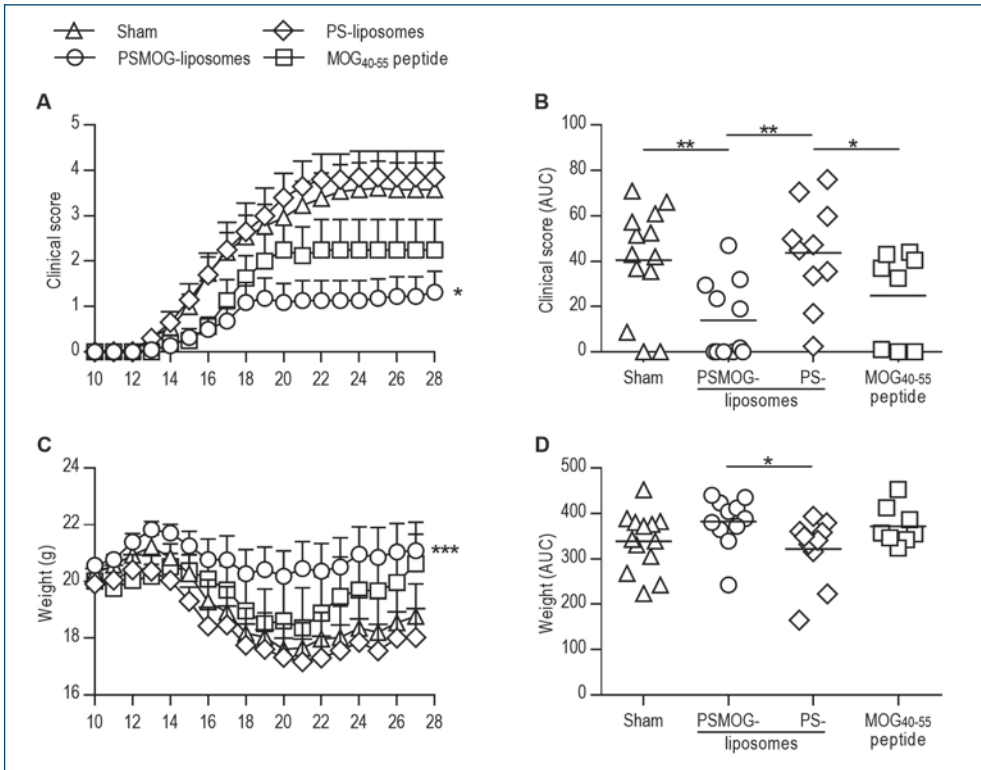 Sham
PS-liposomes
PSMOG-liposomes
MOG40-55 peptide
A
5
4
3
2
1
0
Clinical score
10 12 14 16 18 20 22 24 26 28
*
B
100
80
60
40
20
0
Clinical score (AUC)
** ** *
Sham PSMOG- PS- MOG40-55
liposomes peptide
C
24
22
20
18
16
Weight (g)
10 12 14 16 18 20 22 24 26 28
***
D
500
400
300
200
100
0
Weight (AUC)
*
Sham PSMOG- PS- MOG40-55
liposomes peptide